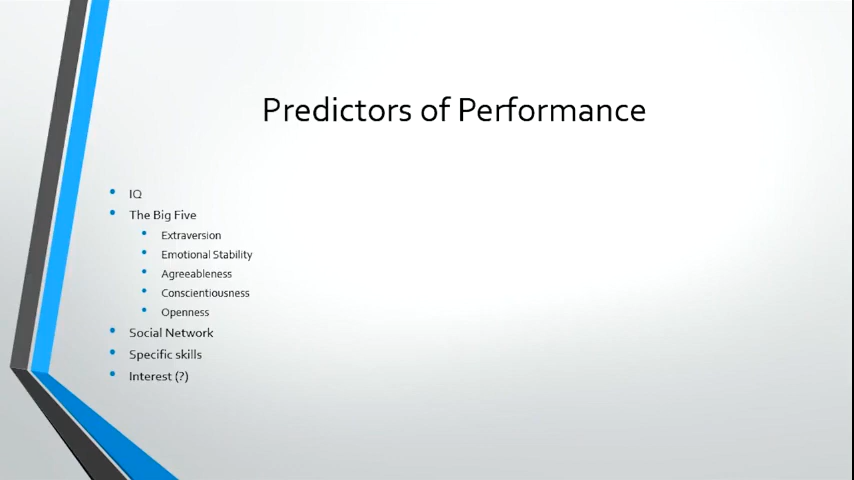 Predictors of Performance
IQ
The Big Five
Extraversion
Emotional Stability
Agreeableness
Conscientiousness
Openness
Social Network
Specific skills
Interest (?)